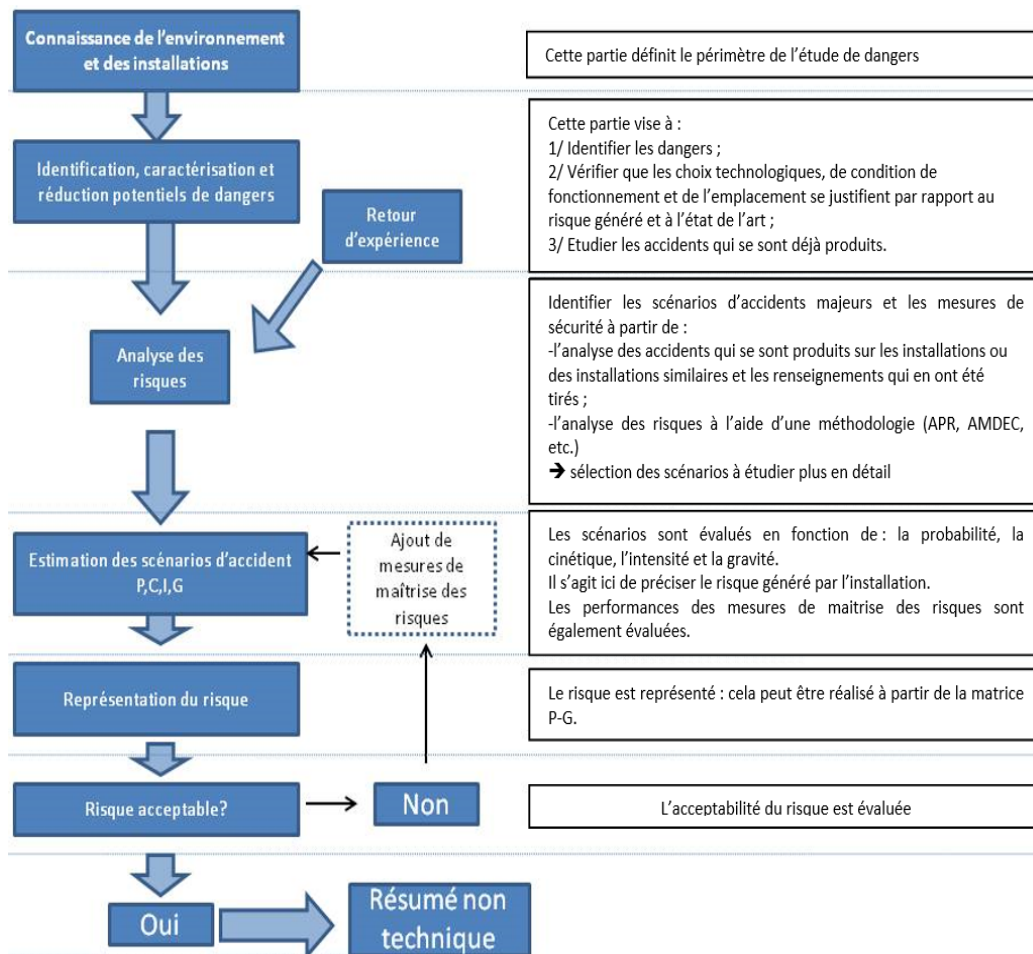 Connaissance de l'environnement
et des installations
Cette partie définit le périmètre de l'étude de dangers
Identification, caractérisation et
réduction potentiels de dangers
Retour
d'expérience
Cette partie vise à :
1/ Identifier les dangers ;
2/ Vérifier que les choix technologiques, de condition de
fonctionnement et de l'emplacement se justifient par rapport au
risque généré et à l'état de l'art ;
3/ Etudier les accidents qui se sont déjà produits.
Analyse des
risques
Identifier les scénarios d'accidents majeurs et les mesures de
sécurité à partir de :
-l'analyse des accidents qui se sont produits sur les installations ou
des installations similaires et les renseignements qui en ont été
tirés ;
-l'analyse des risques à l'aide d'une méthodologie (APR, AMDEC,
etc.)
➔ sélection des scénarios à étudier plus en détail
Estimation des scénarios d'accident
P,C,I,G
Ajout de
mesures de
maîtrise des
risques
Les scénarios sont évalués en fonction de : la probabilité, la
cinétique, l'intensité et la gravité.
Il s'agit ici de préciser le risque généré par l'installation.
Les performances des mesures de maitrise des risques sont
également évaluées.
Représentation du risque
Le risque est représenté : cela peut être réalisé à partir de la matrice
P-G.
Risque acceptable?
Non
L'acceptabilité du risque est évaluée
Oui
Résumé non
technique